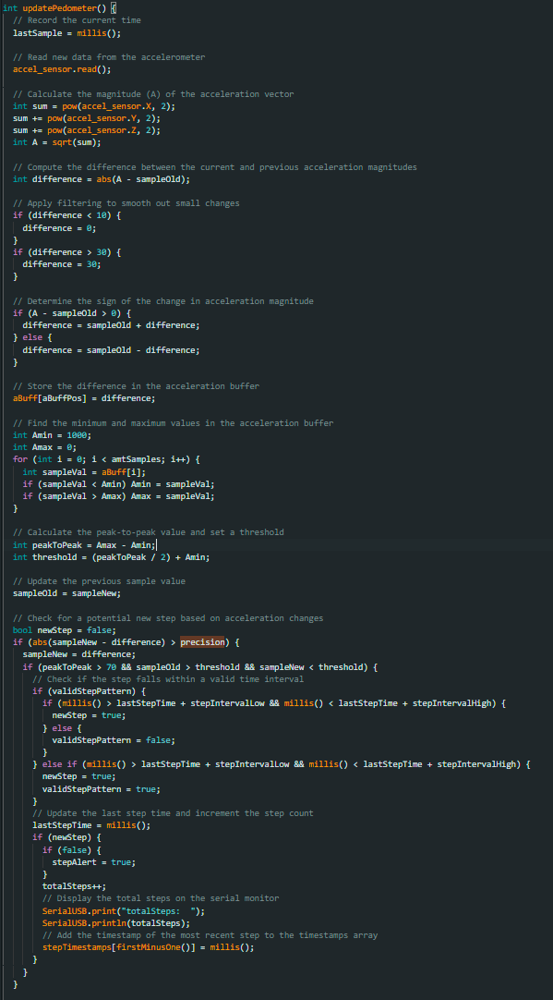 int updatePedometer() {
// Record the current time
lastSample = millis();
// Read new data from the accelerometer
accel_sensor.read();
// Calculate the magnitude (A) of the acceleration vector
int sum = pow(accel_sensor.X, 2);
sum += pow(accel_sensor.Y, 2);
sum += pow(accel_sensor.Z, 2);
int A = sqrt(sum);
// Compute the difference between the current and previous acceleration magnitudes
int difference = abs(A - sampleOld);
// Apply filtering to smooth out small changes
if (difference < 10) {
difference = 0;
}
if (difference > 30) {
difference = 30;
}
// Determine the sign of the change in acceleration magnitude
if (A - sampleOld > 0) {
difference = sampleOld + difference;
} else {
difference = sampleOld - difference;
}
// Store the difference in the acceleration buffer
aBuff[aBuffPos] = difference;
// Find the minimum and maximum values in the acceleration buffer
int Amin = 1000;
int Amax = 0;
for (int i = 0; i < amtSamples; i++) {
int sampleVal = aBuff[i];
if (sampleVal < Amin) Amin = sampleVal;
if (sampleVal > Amax) Amax = sampleVal;
}
// Calculate the peak-to-peak value and set a threshold
int peakToPeak = Amax - Amin;
int threshold = (peakToPeak / 2) + Amin;
// Update the previous sample value
sampleOld = sampleNew;
// Check for a potential new step based on acceleration changes
bool newStep = false;
if (abs(sampleNew - difference) > precision) {
sampleNew = difference;
if (peakToPeak > 70 && sampleOld > threshold && sampleNew < threshold) {
// Check if the step falls within a valid time interval
if (validStepPattern) {
if (millis() > lastStepTime + stepIntervalLow && millis() < lastStepTime + stepIntervalHigh) {
newStep = true;
} else {
validStepPattern = false;
}
} else if (millis() > lastStepTime + stepIntervalLow && millis() < lastStepTime + stepIntervalHigh) {
newStep = true;
validStepPattern = true;
}
// Update the last step time and increment the step count
lastStepTime = millis();
if (newStep) {
if (false) {
stepAlert = true;
}
totalSteps++;
// Display the total steps on the serial monitor
SerialUSB.print("totalSteps:  ");
SerialUSB.println(totalSteps);
// Add the timestamp of the most recent step to the timestamps array
stepTimestamps[firstMinusOne()] = millis();
}
}
}